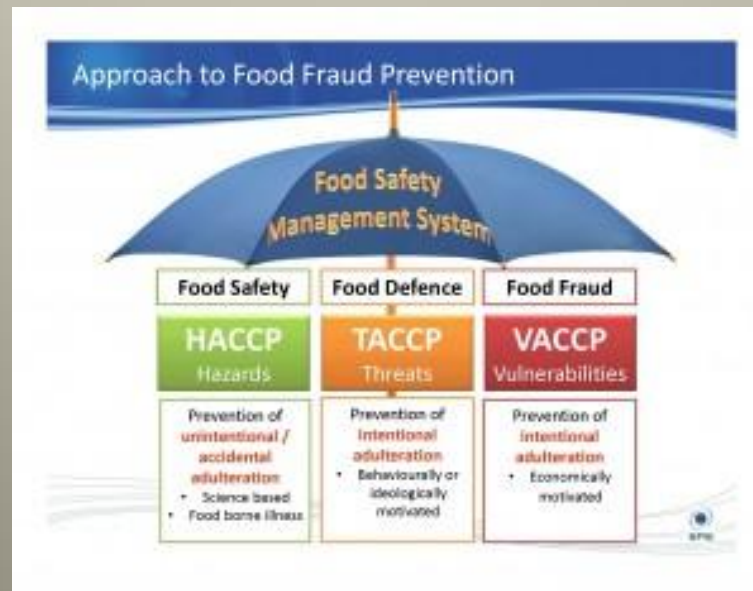 Approach to Food Fraud Prevention
Food Safety
Management System
Food Safety
Food Defence
Food Fraud
HACCP
Hazards
TACCP
Threats
VACCP
Vulnerabilities
Prevention of
unintentional /
accidental
adulteration
• Science based
• Food borne illness
Prevention of
intentional
adulteration
• Behaviourally or
ideologically
motivated
Prevention of
intentional
adulteration
• Economically
motivated